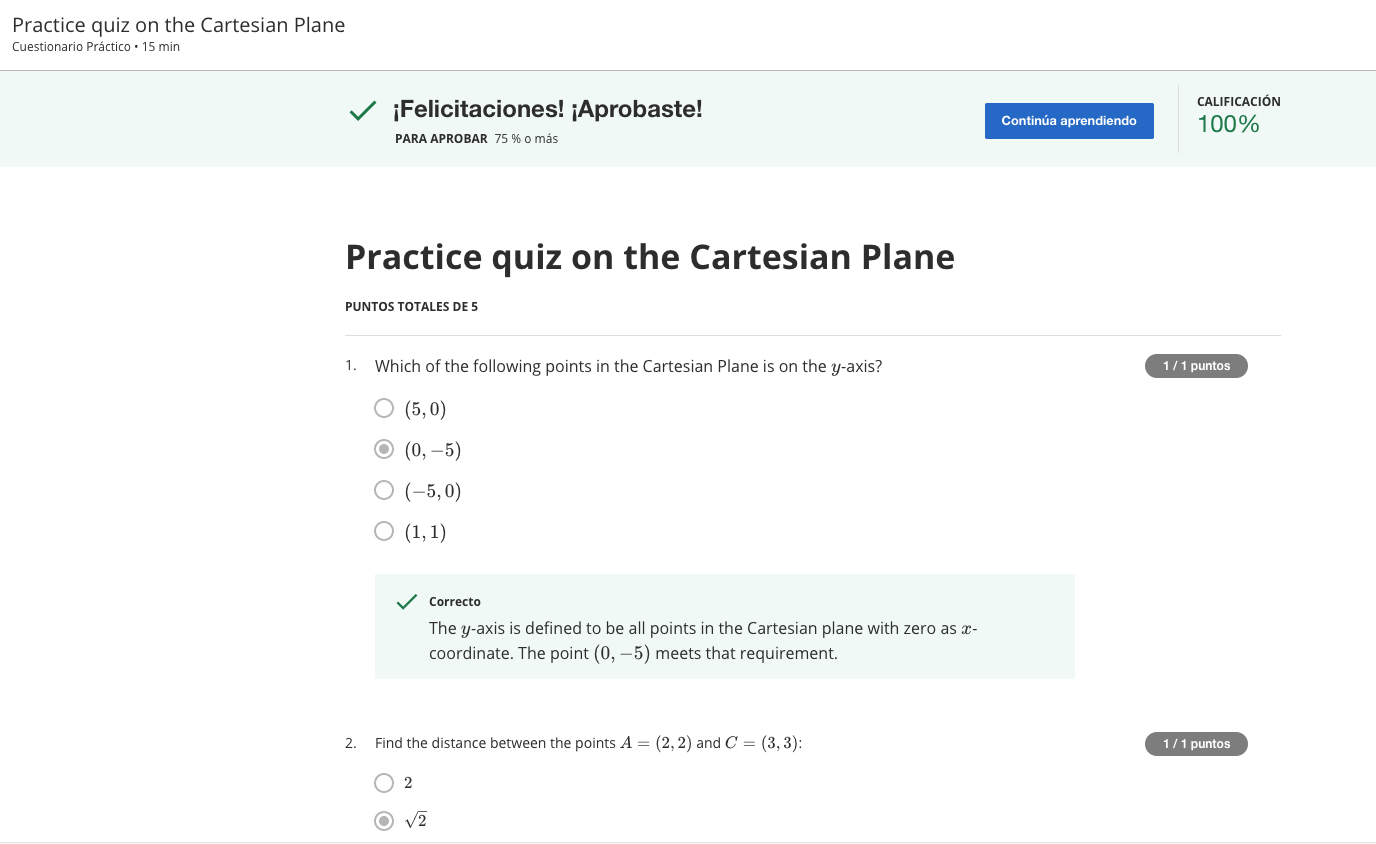 Practice quiz on the Cartesian Plane
Cuestionario Práctico • 15 min
¡Felicitaciones! ¡Aprobaste!
PARA APROBAR 75 % o más
Continúa aprendiendo
CALIFICACIÓN
100%
Practice quiz on the Cartesian Plane
PUNTOS TOTALES DE 5
1. Which of the following points in the Cartesian Plane is on the y-axis?
1 / 1 puntos
(5, 0)
(0, −5)
(−5, 0)
(1, 1)
Correcto
The y-axis is defined to be all points in the Cartesian plane with zero as x-
coordinate. The point (0, −5) meets that requirement.
2. Find the distance between the points A = (2, 2) and C = (3, 3):
1 / 1 puntos
2
√2